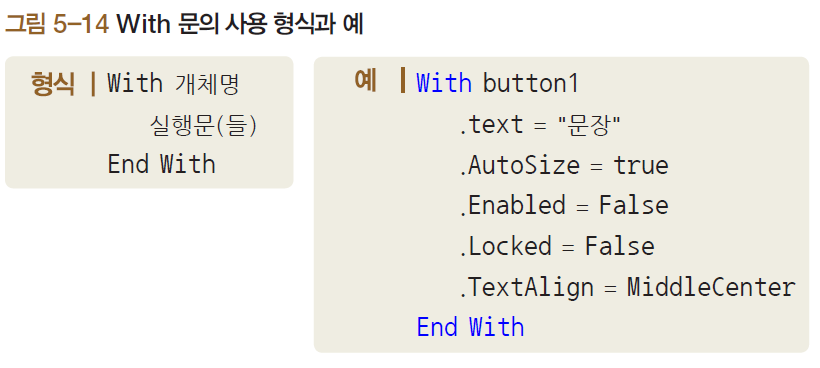 그림 5-14 With 문의 사용 형식과 예
형식 | With 개체명
실행문(들)
End With
예 | With button1
.text = "문장"
.AutoSize = true
.Enabled = False
.Locked = False
.TextAlign = MiddleCenter
End With